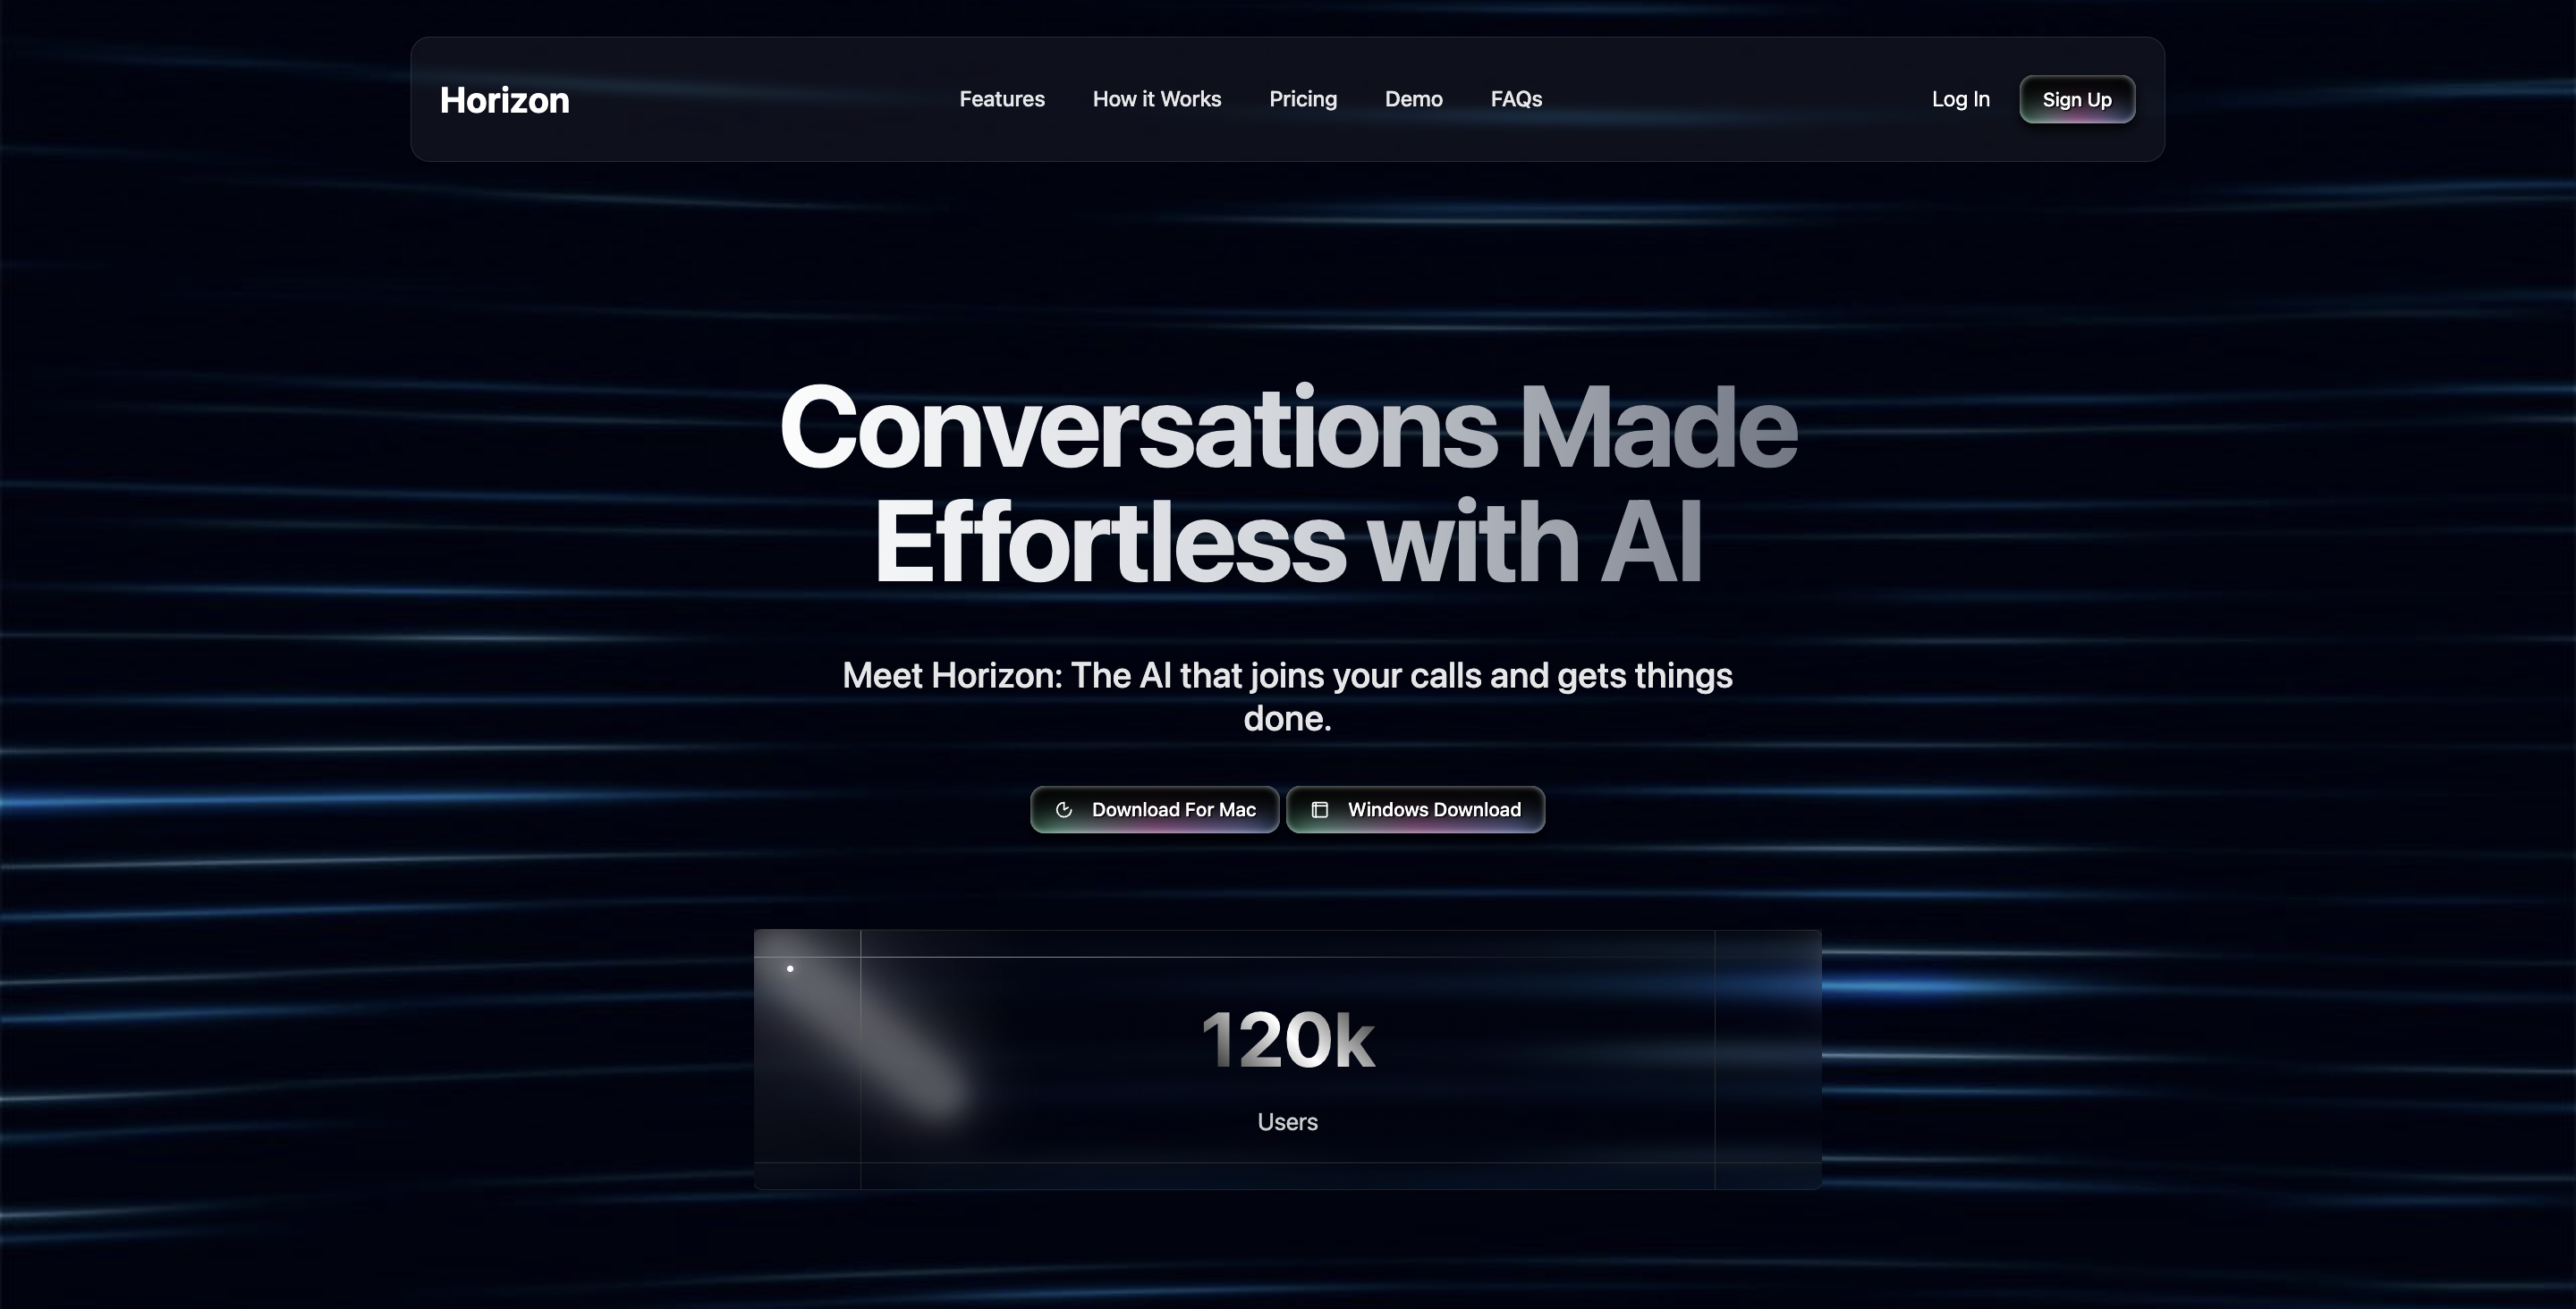 Horizon
Features
How it Works
Pricing
Demo
FAQs
Log In
Sign Up
Conversations Made
Effortless with AI
Meet Horizon: The AI that joins your calls and gets things
done.
Download For Mac
Windows Download
120k
Users